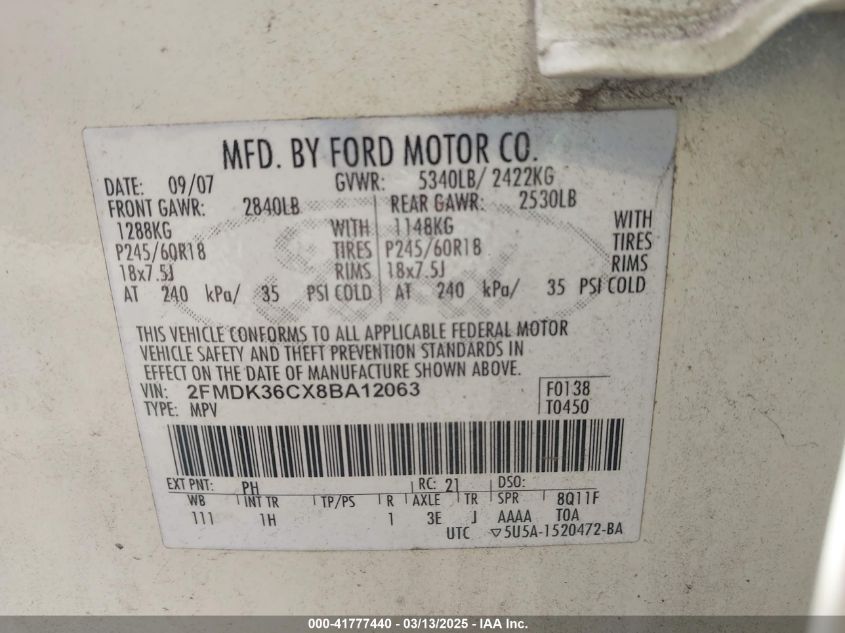 MFD. BY FORD MOTOR CO.
DATE: 09/07 GVWR: 5340LB/ 2422KG
FRONT GAWR: 2840LB REAR GAWR: 2530LB
1288KG WITH 1148KG WITH
P245/60R18 TIRES P245/60R18 TIRES
18x7.5J RIMS 18x7.5J RIMS
AT 240 kPa/ 35 PSI COLD AT 240 kPa/ 35 PSI COLD
THIS VEHICLE CONFORMS TO ALL APPLICABLE FEDERAL MOTOR
VEHICLE SAFETY AND THEFT PREVENTION STANDARDS IN
EFFECT ON THE DATE OF MANUFACTURE SHOWN ABOVE.
VIN: 2FMDK36CX8BA12063 F0138
TYPE: MPV T0450
EXT PNT: PH RC: 21 DSO:
WB INT TR TP/PS R AXLE TR SPR 8Q11F
111 1H 1 3E J AAAA TOA
UTC ▽5U5A-1520472-BA
000-41777440 - 03/13/2025 - IAA Inc.